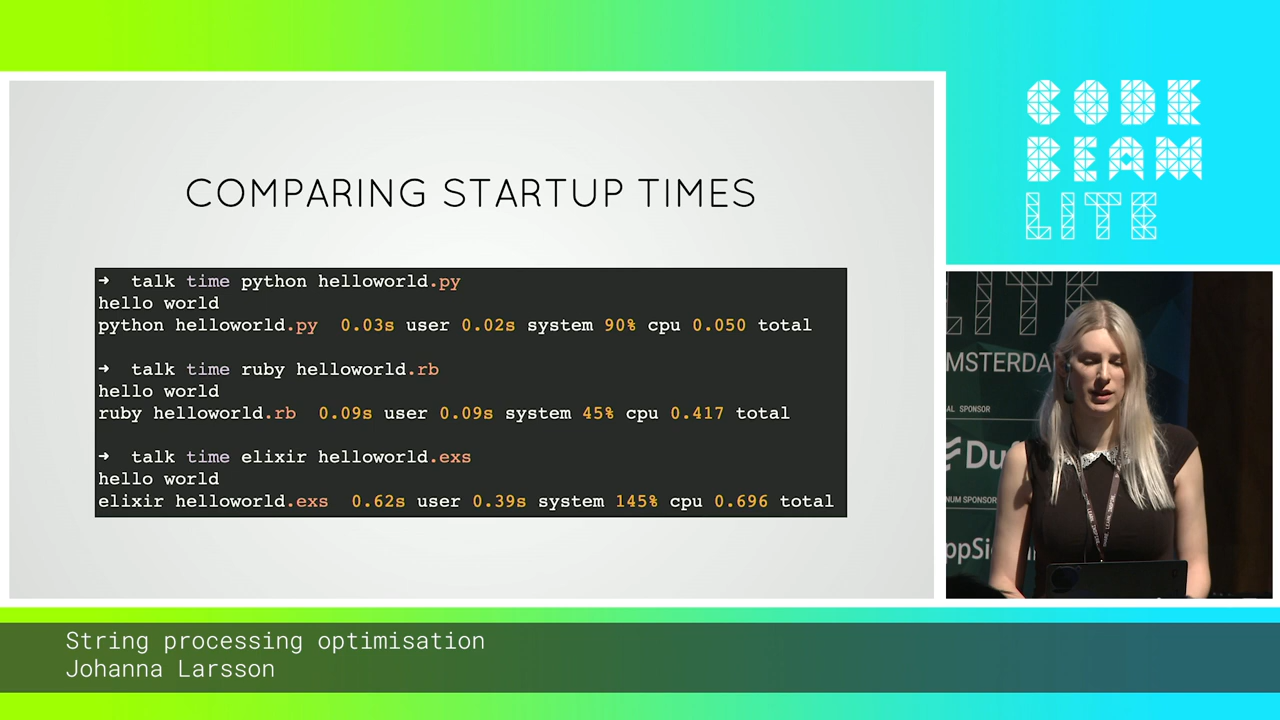 COMPARING STARTUP TIMES
➜ talk time python helloworld.py
hello world
python helloworld.py 0.03s user 0.02s system 90% cpu 0.050 total
➜ talk time ruby helloworld.rb
hello world
ruby helloworld.rb 0.09s user 0.09s system 45% cpu 0.417 total
➜ talk time elixir helloworld.exs
hello world
elixir helloworld.exs 0.62s user 0.39s system 145% cpu 0.696 total
CODE
BEAM
LITE
LITE
MSTERDA
AL SPONSOR
Du
NUM SPONSOR
ppSi
String processing optimisation
Johanna Larsson